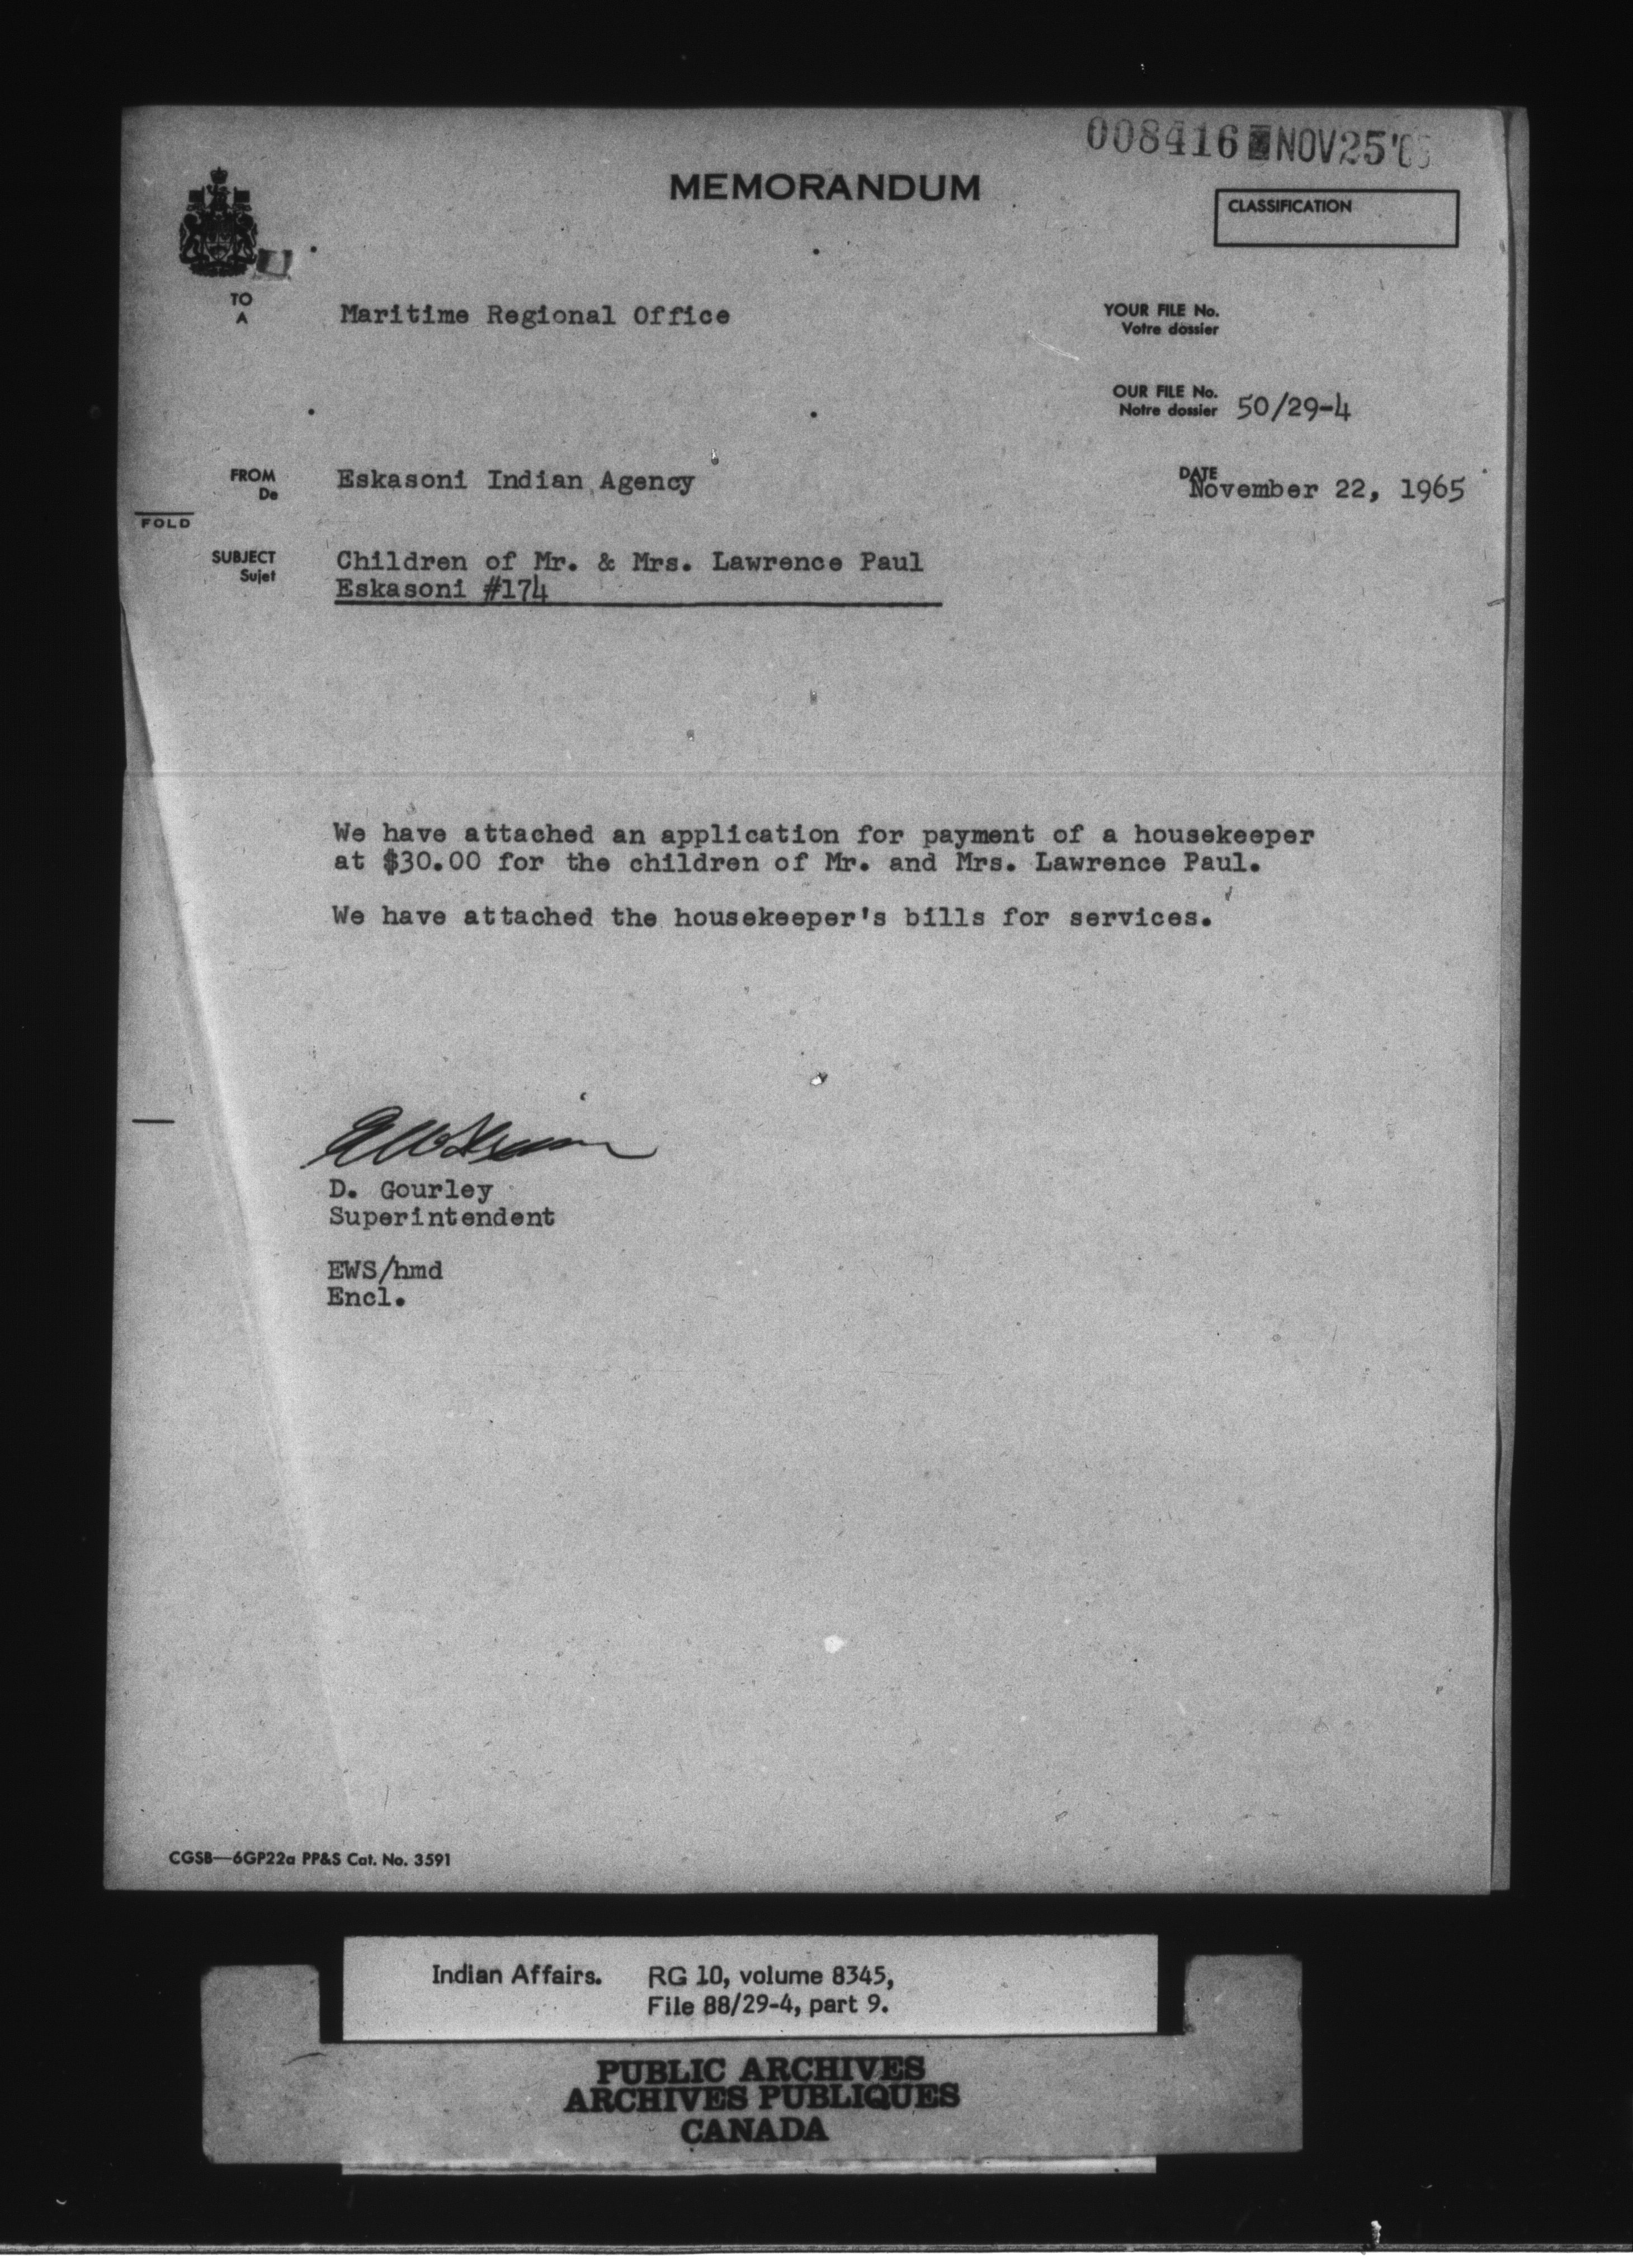 008416 NOV25'65
MEMORANDUM
CLASSIFICATION
TO
A
Maritime Regional Office
YOUR FILE No.
Votre dossier
OUR FILE No.
Notre dossier
50/29-4
FROM
De
Eskasoni Indian Agency
DATE
November 22, 1965
FOLD
SUBJECT
Sujet
Children of Mr. & Mrs. Lawrence Paul
Eskasoni #174
We have attached an application for payment of a housekeeper
at $30.00 for the children of Mr. and Mrs. Lawrence Paul.
We have attached the housekeeper's bills for services.
D. Gourley
Superintendent
EWS/hmd
Encl.
CGSB—6GP22a PP&S Cat. No. 3591
Indian Affairs. RG 10, volume 8345,
File 88/29-4, part 9.
PUBLIC ARCHIVES
ARCHIVES PUBLIQUES
CANADA